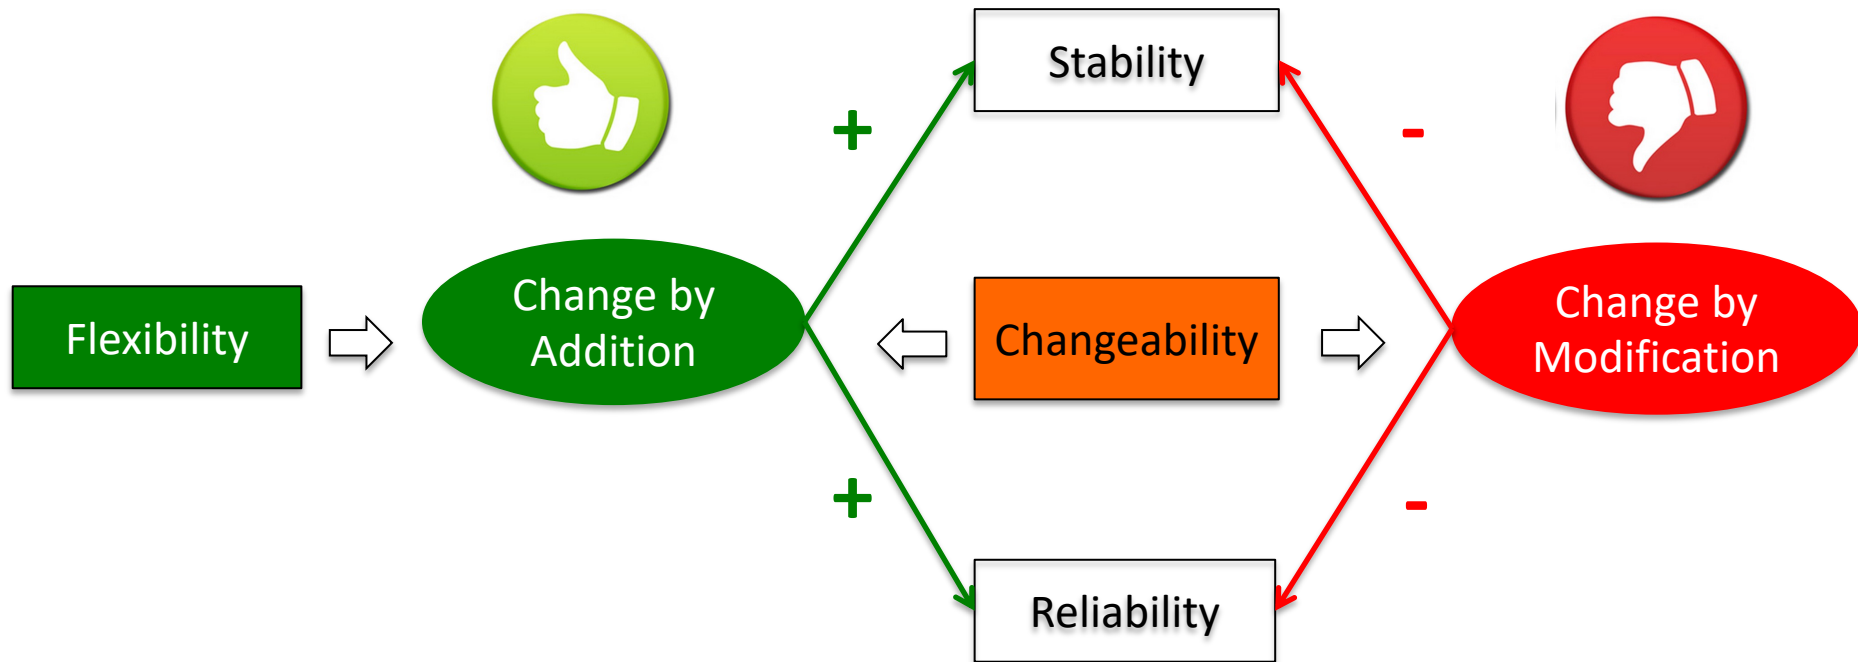 Stability
+
-
Flexibility
Change by
Addition
Changeability
Change by
Modification
+
-
Reliability